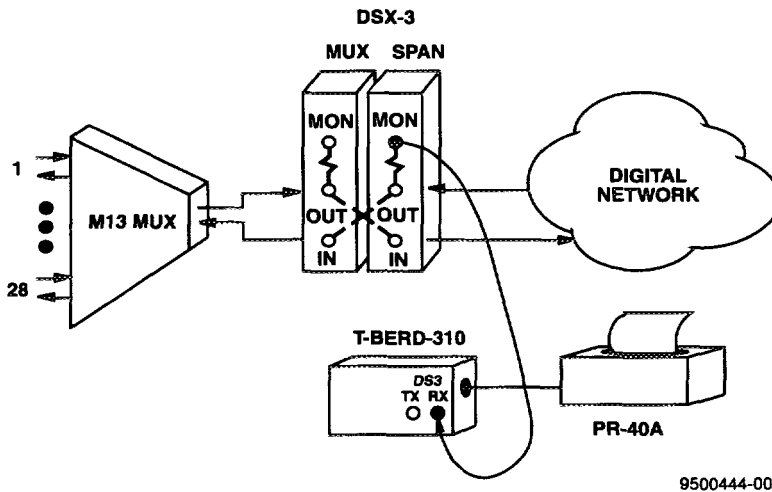 DSX-3
MUX SPAN
MON MON
1
M13 MUX
OUT OUT
IN IN
28
DIGITAL
NETWORK
T-BERD-310
DS3
TX RX
PR-40A
9500444-00